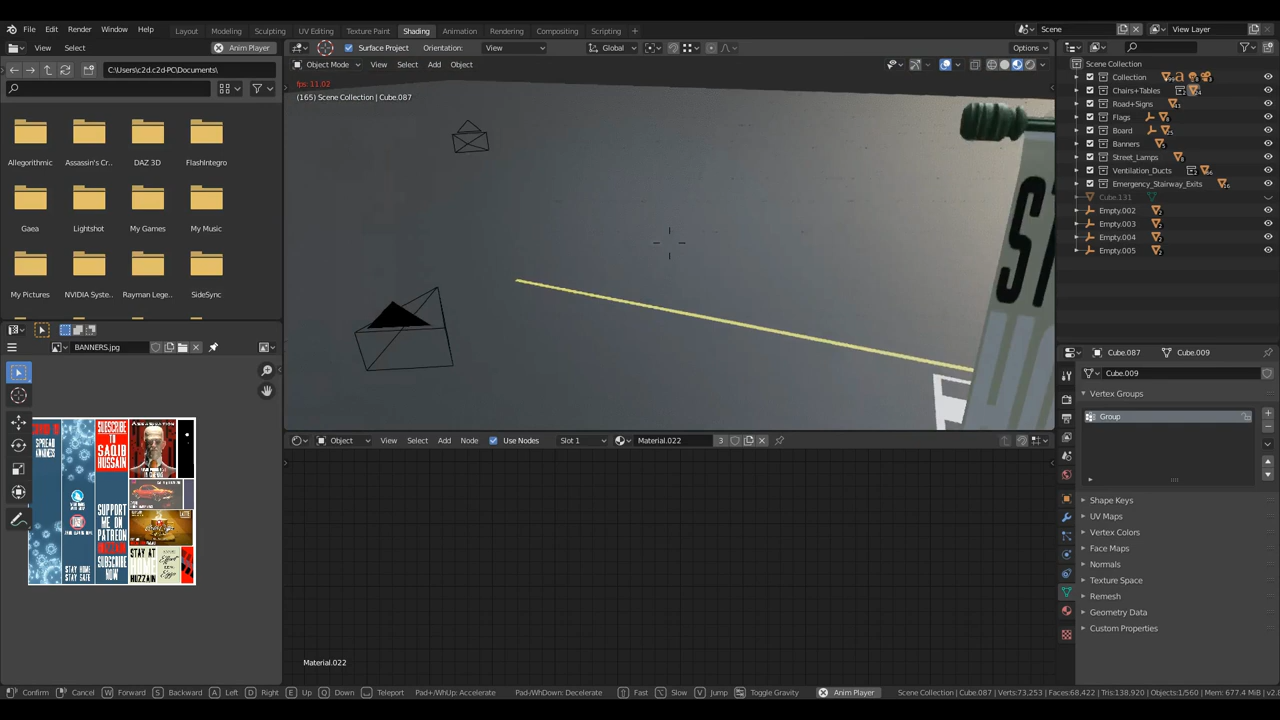 File Edit Render Window Help
Layout Modeling Sculpting UV Editing Texture Paint Shading Animation Rendering Compositing Scripting
Scene View Layer
View Select Anim Player
Surface Project Orientation: View Global Options
Object Mode View Select Add Object
C:\Users\c2d.c2d-PC\Documents\
fps: 11.02
(165) Scene Collection | Cube.087
Allegorithmic Assassin's Cr... DAZ 3D FlashIntegro
Gaea Lightshot My Games My Music
My Pictures NVIDIA Syste... Rayman Lege... SideSync
Scene Collection
Collection
Chairs+Tables
Road+Signs
Flags
Board
Banners
Street_Lamps
Ventilation_Ducts
Emergency_Stairway_Exits
Cube.131
Empty.002
Empty.003
Empty.004
Empty.005
BANNERS.jpg
SPREAD
SUBSCRIBE
TO
SAQIB
HUSSAIN
SUPPORT
ME ON
PATREON
SUBSCRIBE
NOW
STAY HOME
STAY SAFE
STAY AT
HOME
HUZZAIN
ST
Object View Select Add Node Use Nodes Slot 1 Material.022 3
Material.022
Cube.087 Cube.009
Cube.009
Vertex Groups
Group
Shape Keys
UV Maps
Vertex Colors
Face Maps
Normals
Texture Space
Remesh
Geometry Data
Custom Properties
Confirm Cancel W Forward S Backward A Left D Right E Up Q Down Teleport Pad+/WhUp: Accelerate Pad-/WhDown: Decelerate Fast Slow V Jump Toggle Gravity Anim Player Scene Collection | Cube.087 | Verts:73,253 | Faces:68,422 | Tris:138,920 | Objects:1/560 | Mem: 677.4 MiB | v2.8